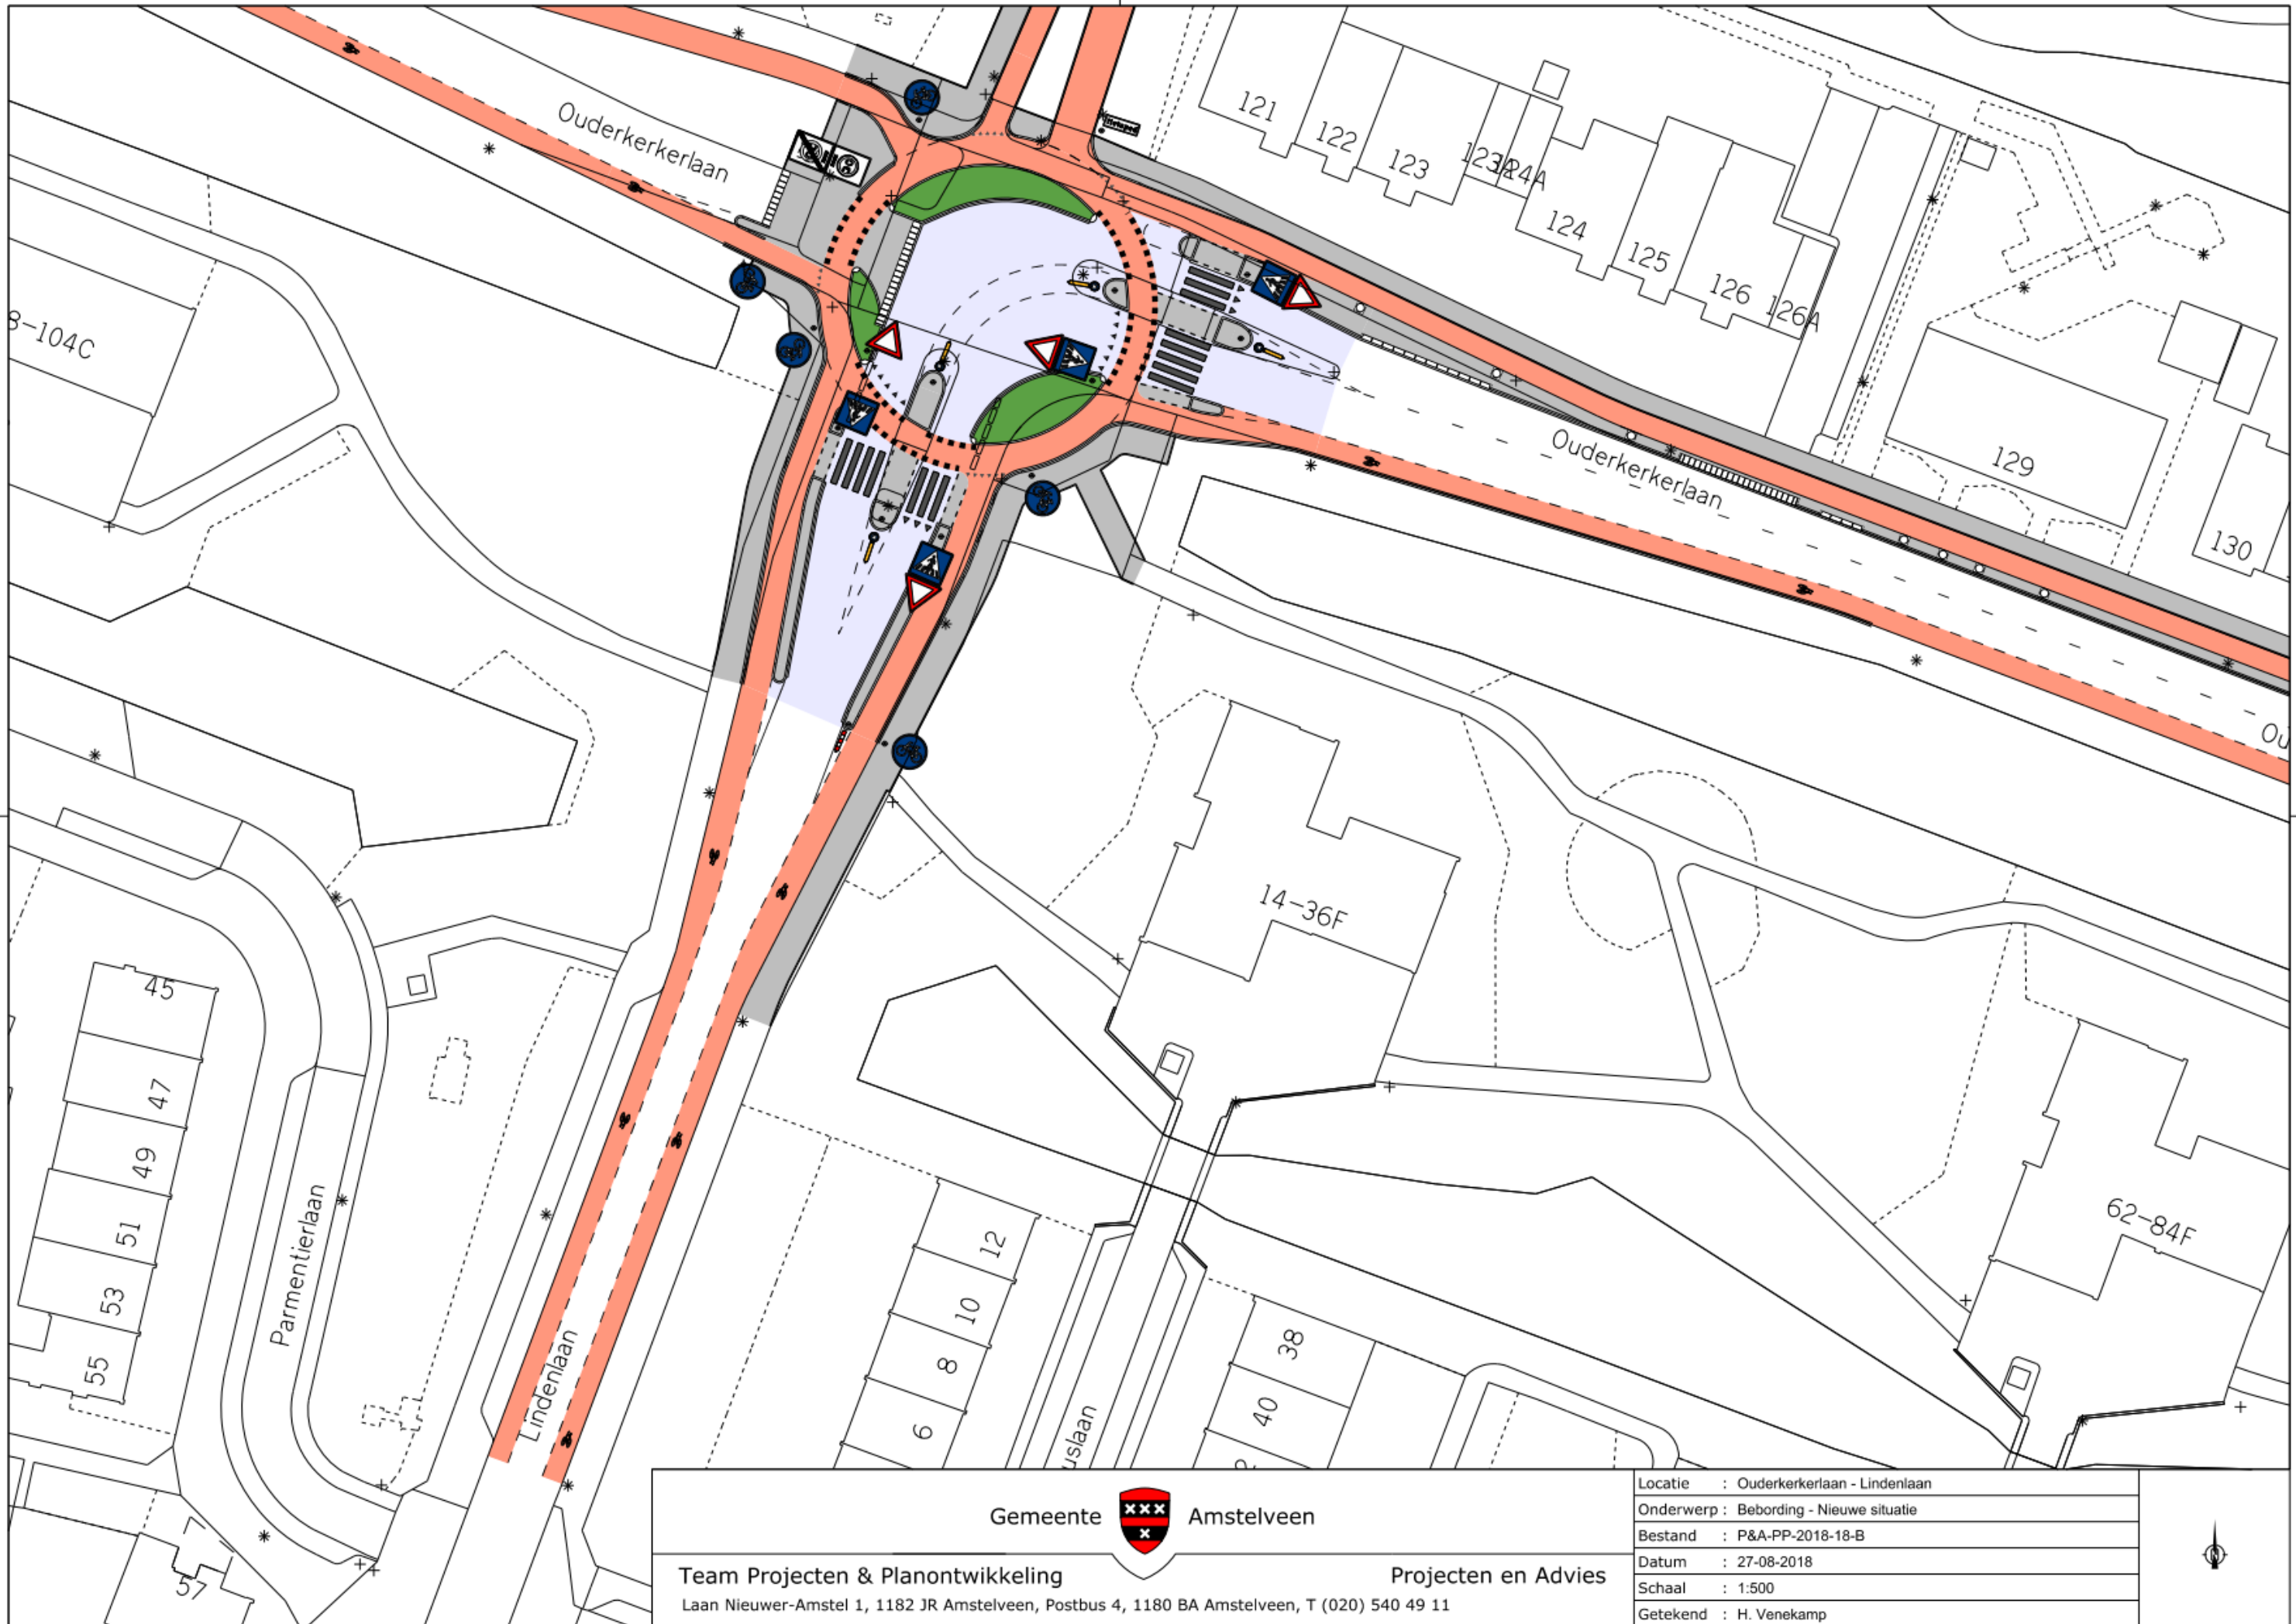 Ouderkerkerlaan
121
122
123
124
125
126
126A
129
130
8-104C
Ouderkerkerlaan
Ou
14-36F
62-84F
45
47
49
51
53
55
57
Parmentierlaan
Lindenlaan
12
10
8
6
38
40
uslaan
Gemeente Amstelveen
Team Projecten & Planontwikkeling
Projecten en Advies
Laan Nieuwer-Amstel 1, 1182 JR Amstelveen, Postbus 4, 1180 BA Amstelveen, T (020) 540 49 11
Locatie : Ouderkerkerlaan - Lindenlaan
Onderwerp : Bebording - Nieuwe situatie
Bestand : P&A-PP-2018-18-B
Datum : 27-08-2018
Schaal : 1:500
Getekend : H. Venekamp